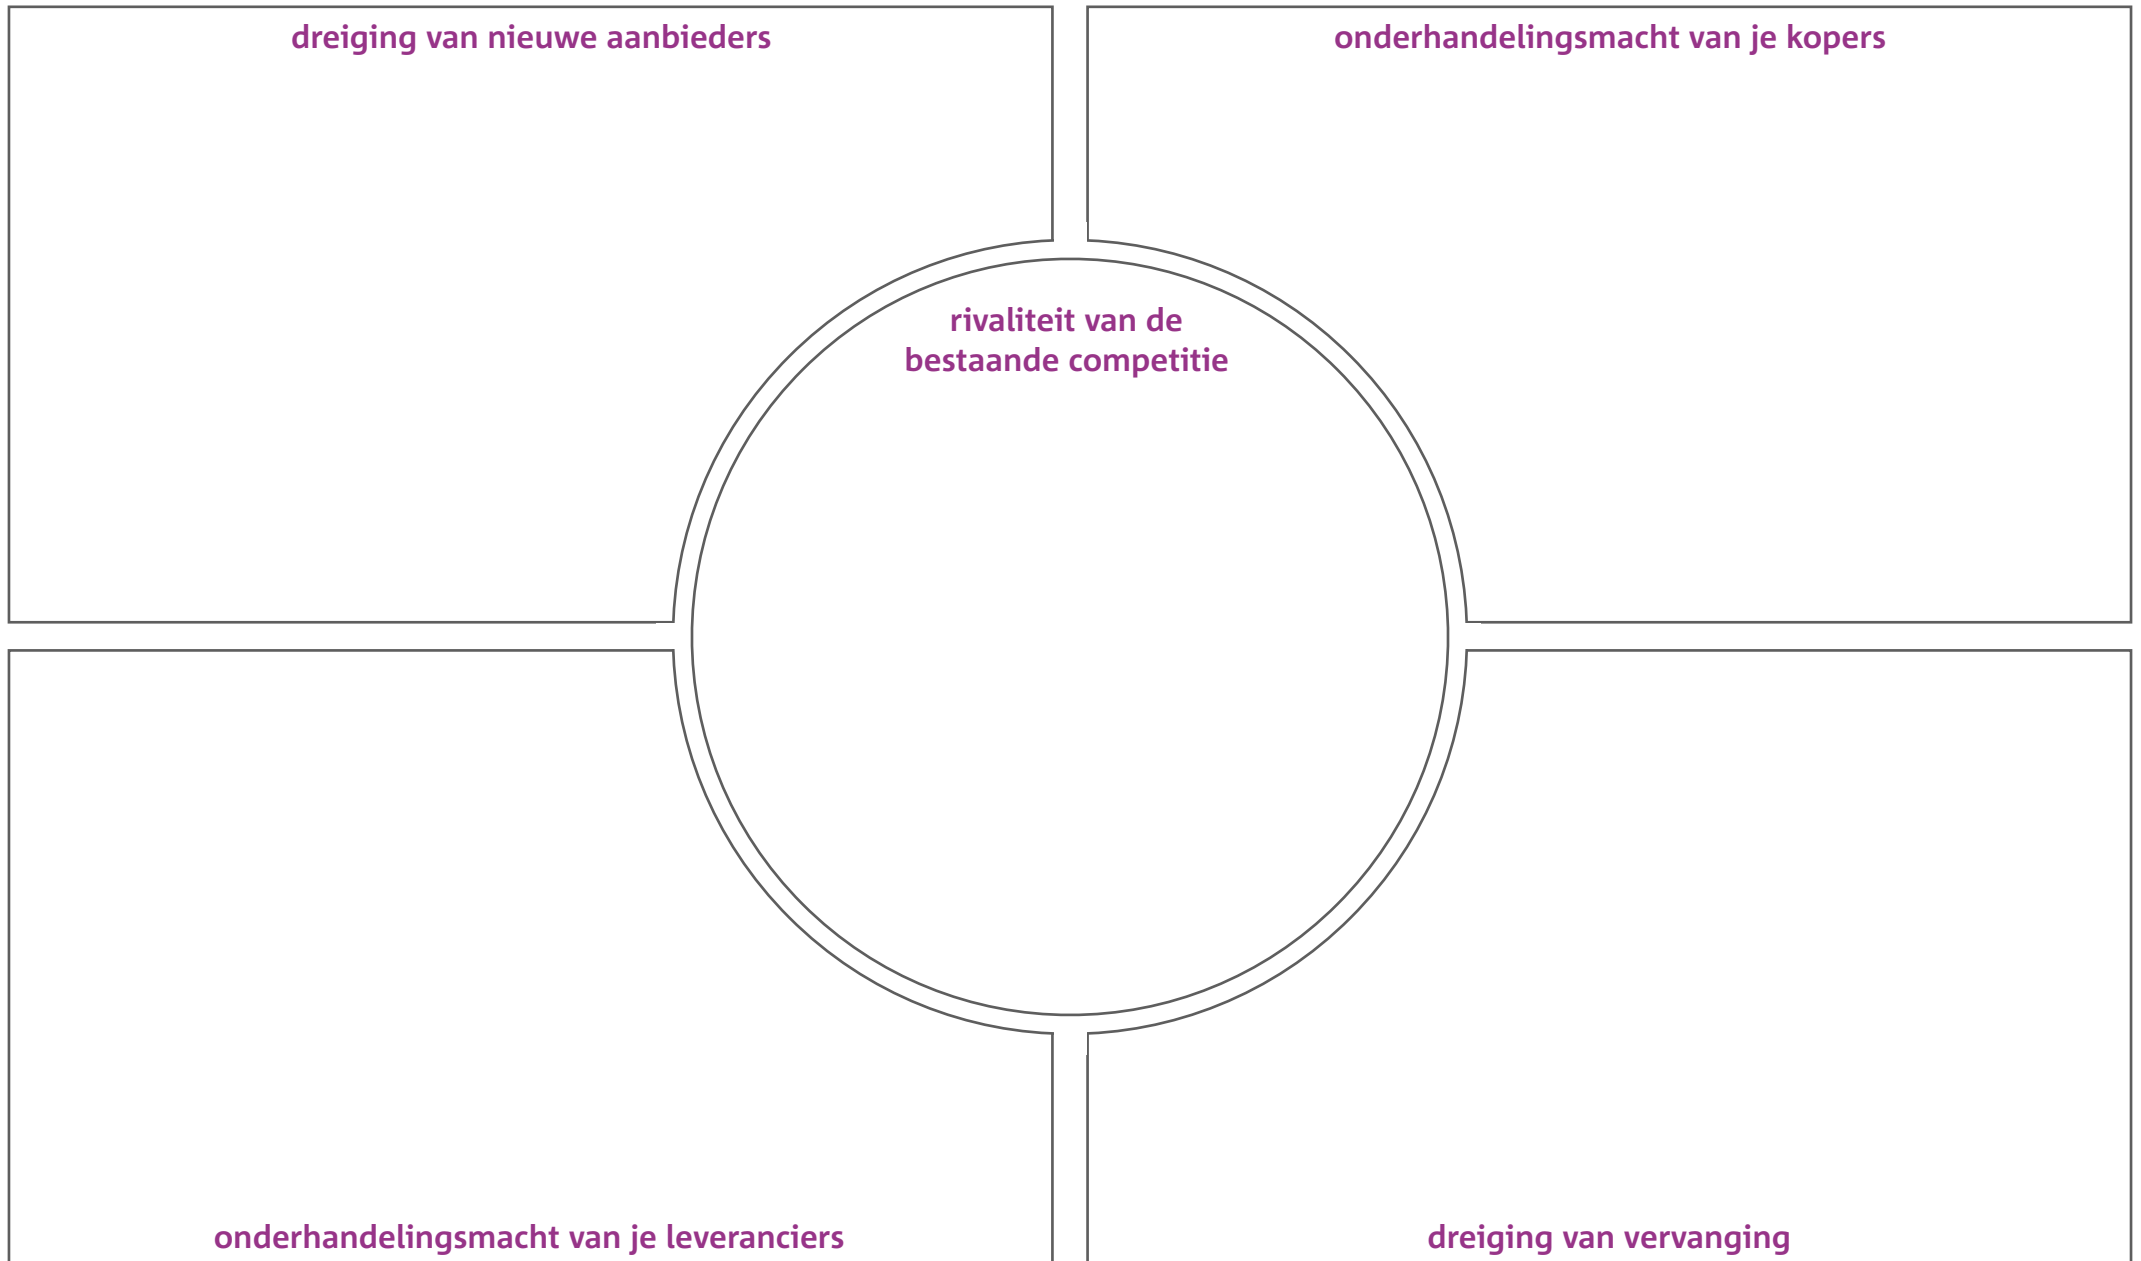 dreiging van nieuwe aanbieders
onderhandelingsmacht van je kopers
rivaliteit van de
bestaande competitie
onderhandelingsmacht van je leveranciers
dreiging van vervanging